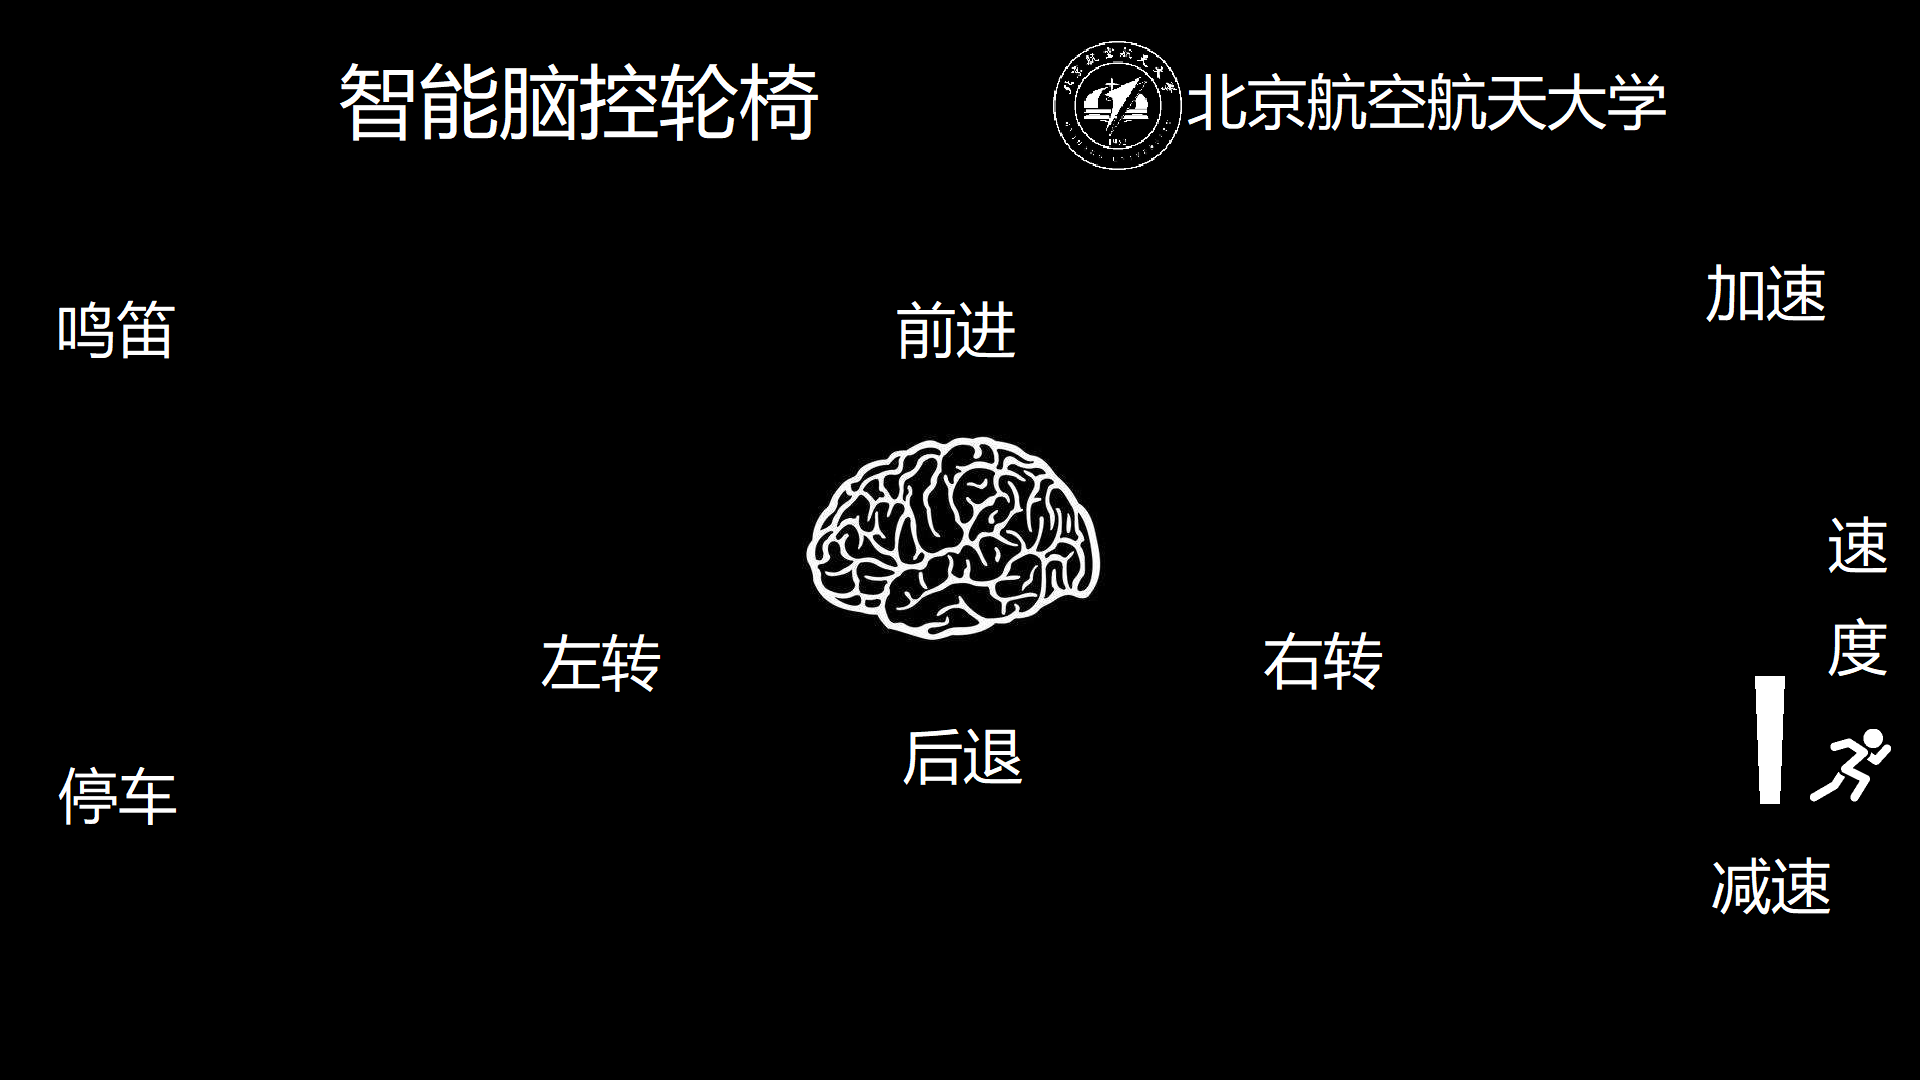 智能脑控轮椅
北京航空航天大学
鸣笛
前进
加速
速
度
左转
右转
后退
停车
减速